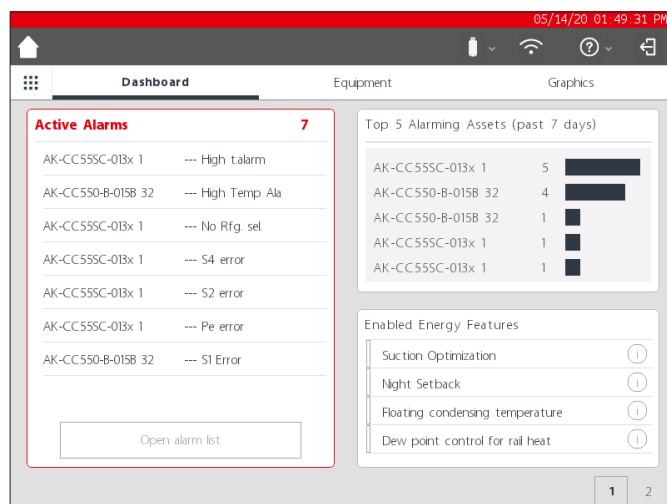 05/14/20 01:49:31 PM
Dashboard Equipment Graphics
Active Alarms 7
AK-CC55SC-013x 1 --- High t.alarm
AK-CC550-B-015B 32 --- High Temp Ala
AK-CC55SC-013x 1 --- No Rfg. sel.
AK-CC55SC-013x 1 --- S4 error
AK-CC55SC-013x 1 --- S2 error
AK-CC55SC-013x 1 --- Pe error
AK-CC550-B-015B 32 --- S1 Error
Open alarm list
Top 5 Alarming Assets (past 7 days)
AK-CC55SC-013x 1 5
AK-CC550-B-015B 32 4
AK-CC550-B-015B 32 1
AK-CC55SC-013x 1 1
AK-CC55SC-013x 1 1
Enabled Energy Features
Suction Optimization i
Night Setback i
Floating condensing temperature i
Dew point control for rail heat i
1 2